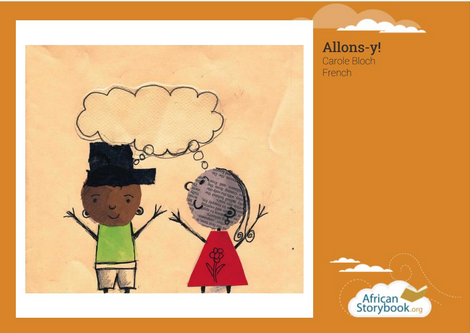 Allons-y!
Carole Bloch
French
African
Storybook.org